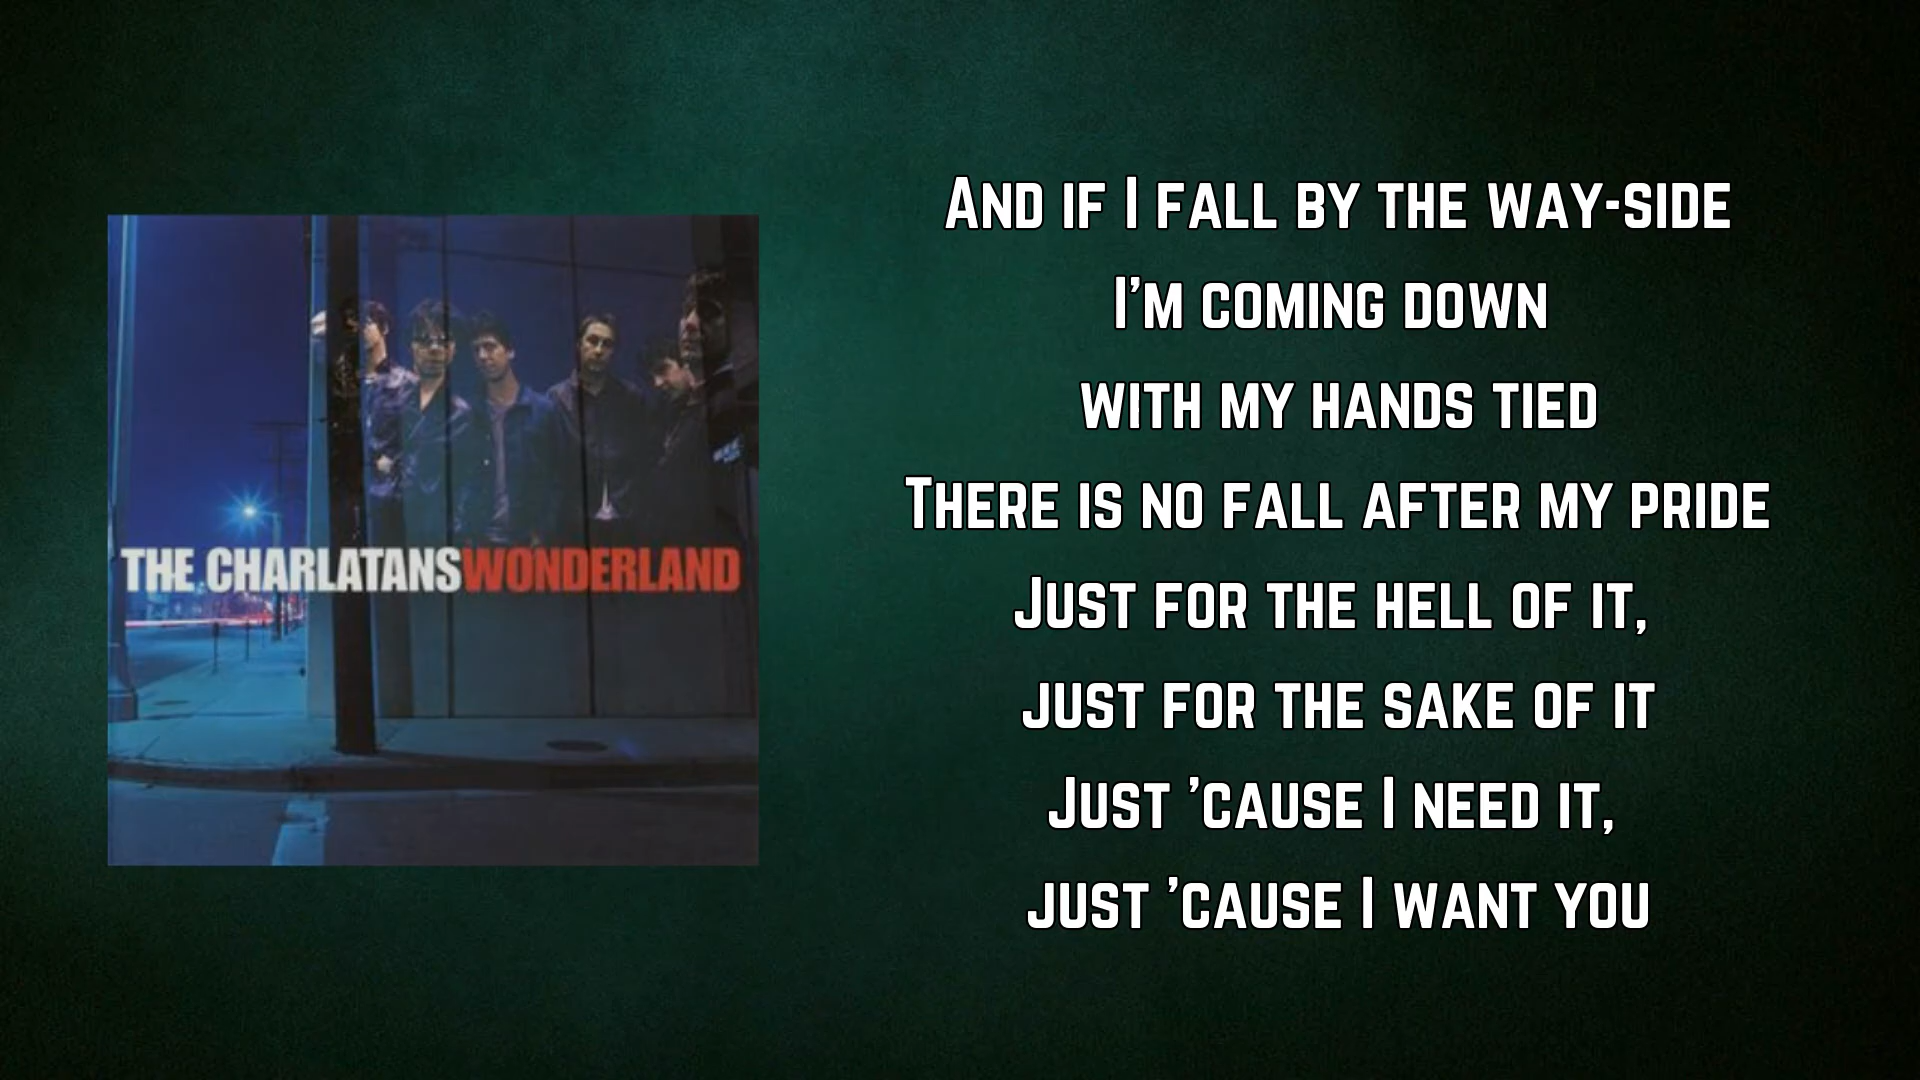 THE CHARLATANS WONDERLAND
And if I fall by the way-side
I'm coming down
with my hands tied
There is no fall after my pride
Just for the hell of it,
just for the sake of it
Just 'cause I need it,
just 'cause I want you